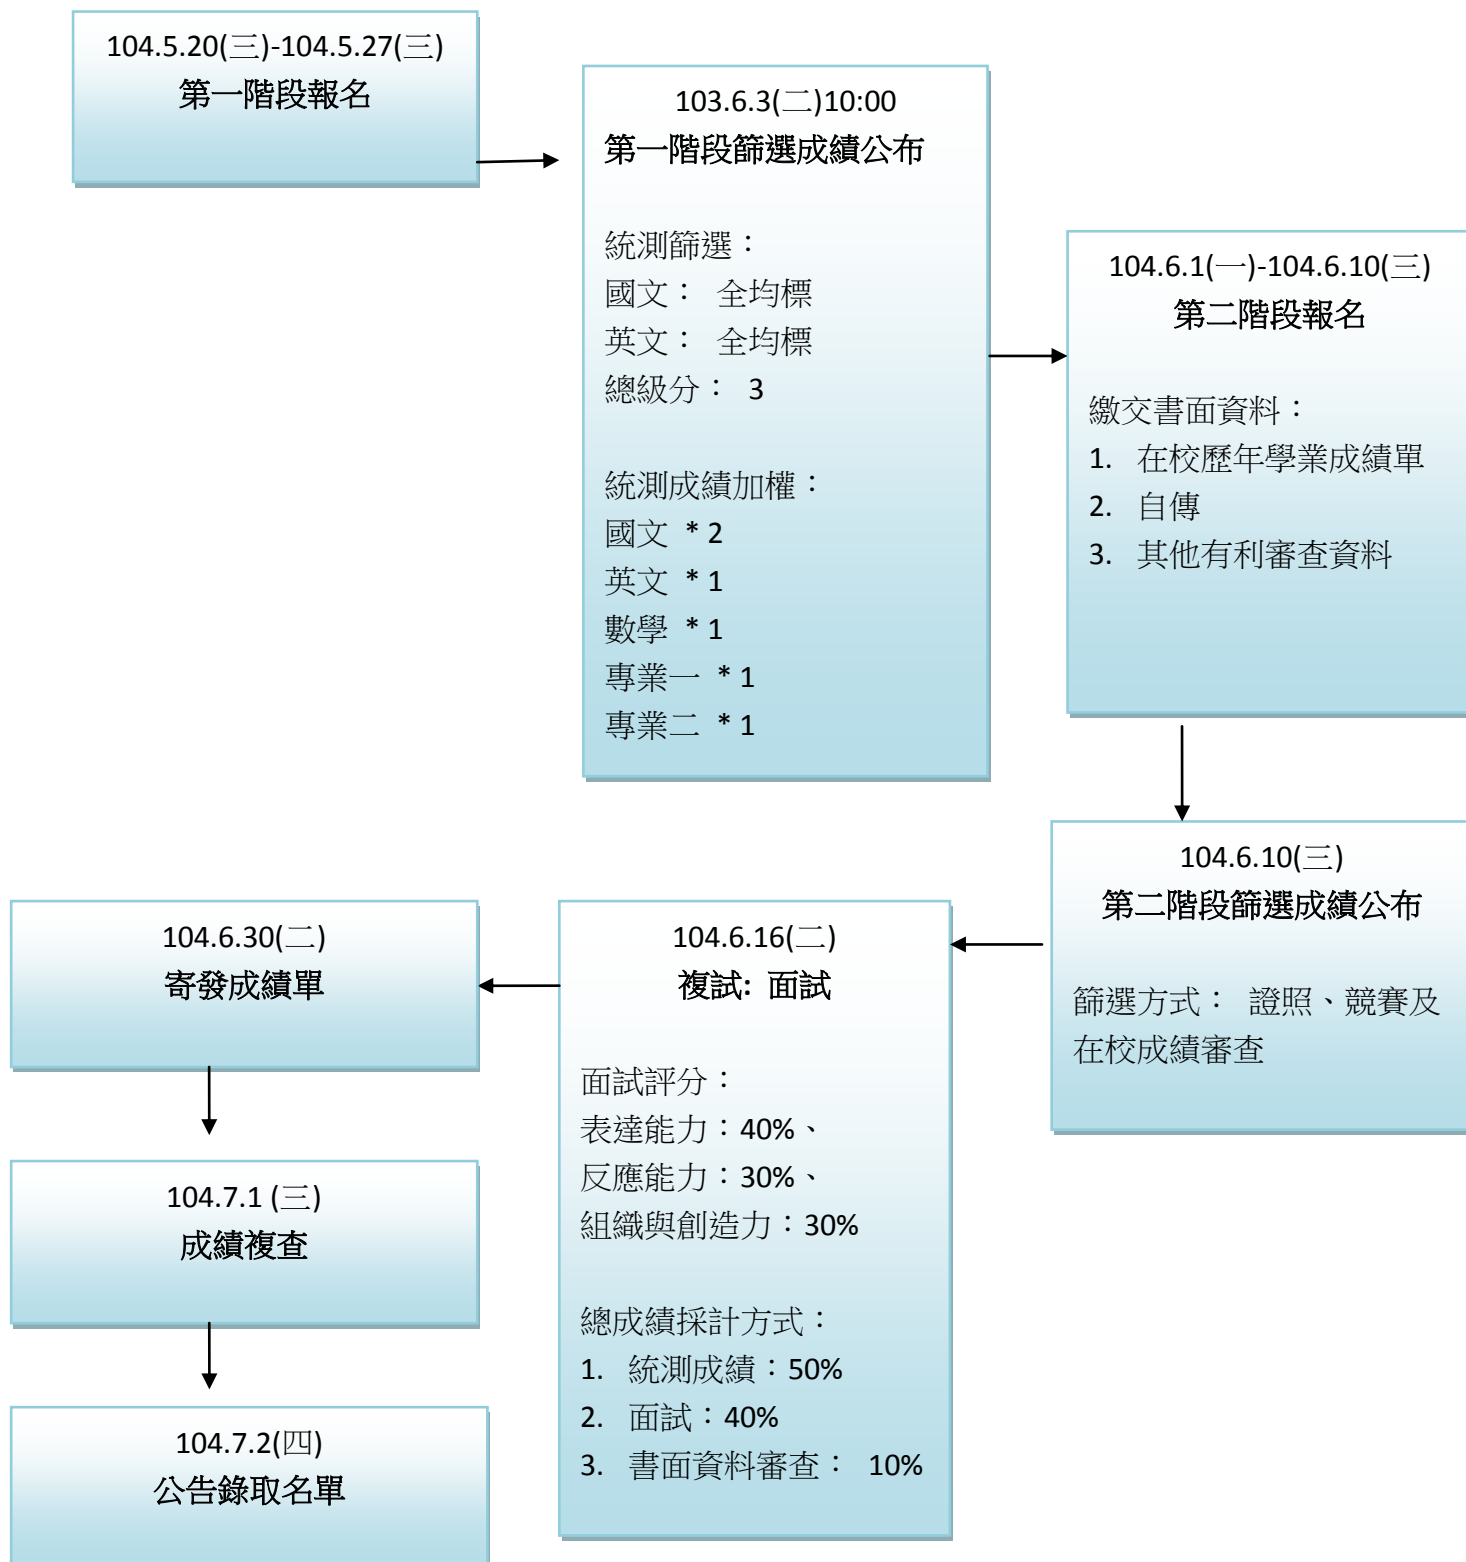 104.5.20(三)-104.5.27(三)
第一階段報名
103.6.3(二)10:00
第一階段篩選成績公布
統測篩選：
國文： 全均標
英文： 全均標
總級分： 3
統測成績加權：
國文 * 2
英文 * 1
數學 * 1
專業一 * 1
專業二 * 1
104.6.1(一)-104.6.10(三)
第二階段報名
繳交書面資料：
1. 在校歷年學業成績單
2. 自傳
3. 其他有利審查資料
104.6.10(三)
第二階段篩選成績公布
篩選方式： 證照、競賽及
在校成績審查
104.6.16(二)
複試: 面試
面試評分：
表達能力：40%、
反應能力：30%、
組織與創造力：30%
總成績採計方式：
1. 統測成績：50%
2. 面試：40%
3. 書面資料審查： 10%
104.6.30(二)
寄發成績單
104.7.1 (三)
成績複查
104.7.2(四)
公告錄取名單